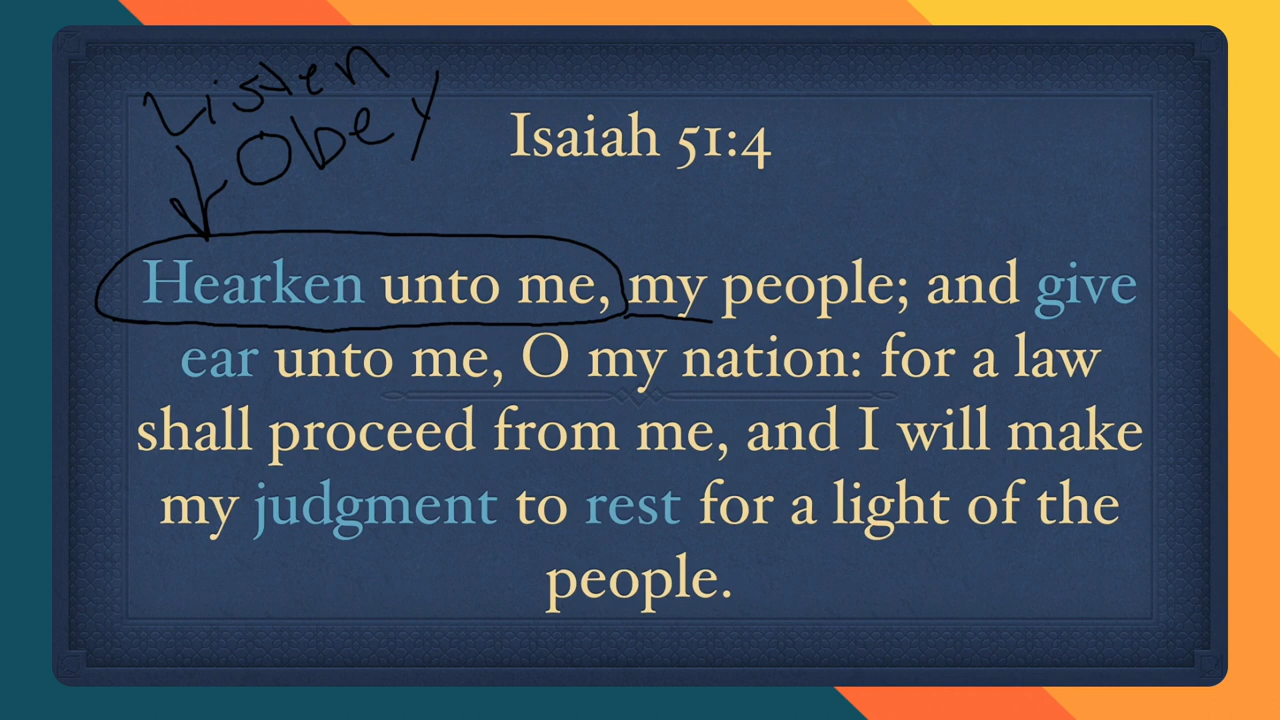 Listen
Obey
Isaiah 51:4
Hearken unto me, my people; and give
ear unto me, O my nation: for a law
shall proceed from me, and I will make
my judgment to rest for a light of the
people.